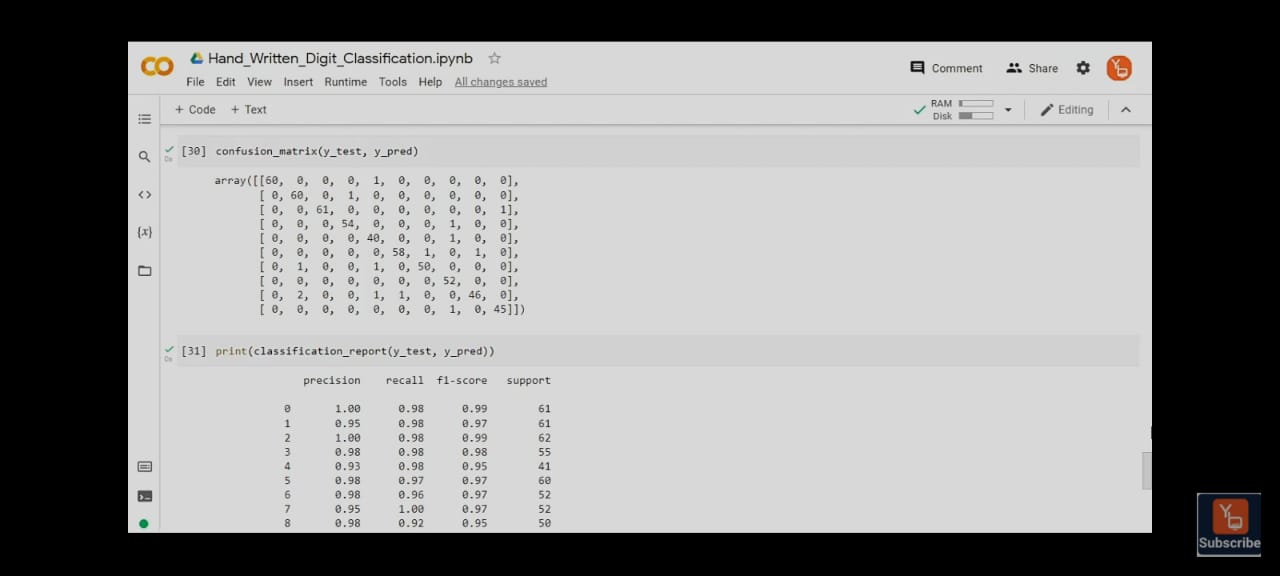 Hand_Written_Digit_Classification.ipynb
Comment Share
File Edit View Insert Runtime Tools Help All changes saved
+ Code + Text
RAM
Disk
Editing
[30] confusion_matrix(y_test, y_pred)
0s
array([[60, 0, 0, 0, 1, 0, 0, 0, 0, 0],
[ 0, 60, 0, 1, 0, 0, 0, 0, 0, 0],
[ 0, 0, 61, 0, 0, 0, 0, 0, 0, 1],
[ 0, 0, 0, 54, 0, 0, 0, 1, 0, 0],
[ 0, 0, 0, 0, 40, 0, 0, 1, 0, 0],
[ 0, 0, 0, 0, 0, 58, 1, 0, 1, 0],
[ 0, 1, 0, 0, 1, 0, 50, 0, 0, 0],
[ 0, 0, 0, 0, 0, 0, 0, 52, 0, 0],
[ 0, 2, 0, 0, 1, 1, 0, 0, 46, 0],
[ 0, 0, 0, 0, 0, 0, 0, 1, 0, 45]])
[31] print(classification_report(y_test, y_pred))
0s
precision recall f1-score support
0 1.00 0.98 0.99 61
1 0.95 0.98 0.97 61
2 1.00 0.98 0.99 62
3 0.98 0.98 0.98 55
4 0.93 0.98 0.95 41
5 0.98 0.97 0.97 60
6 0.98 0.96 0.97 52
7 0.95 1.00 0.97 52
8 0.98 0.92 0.95 50
{x}
Subscribe